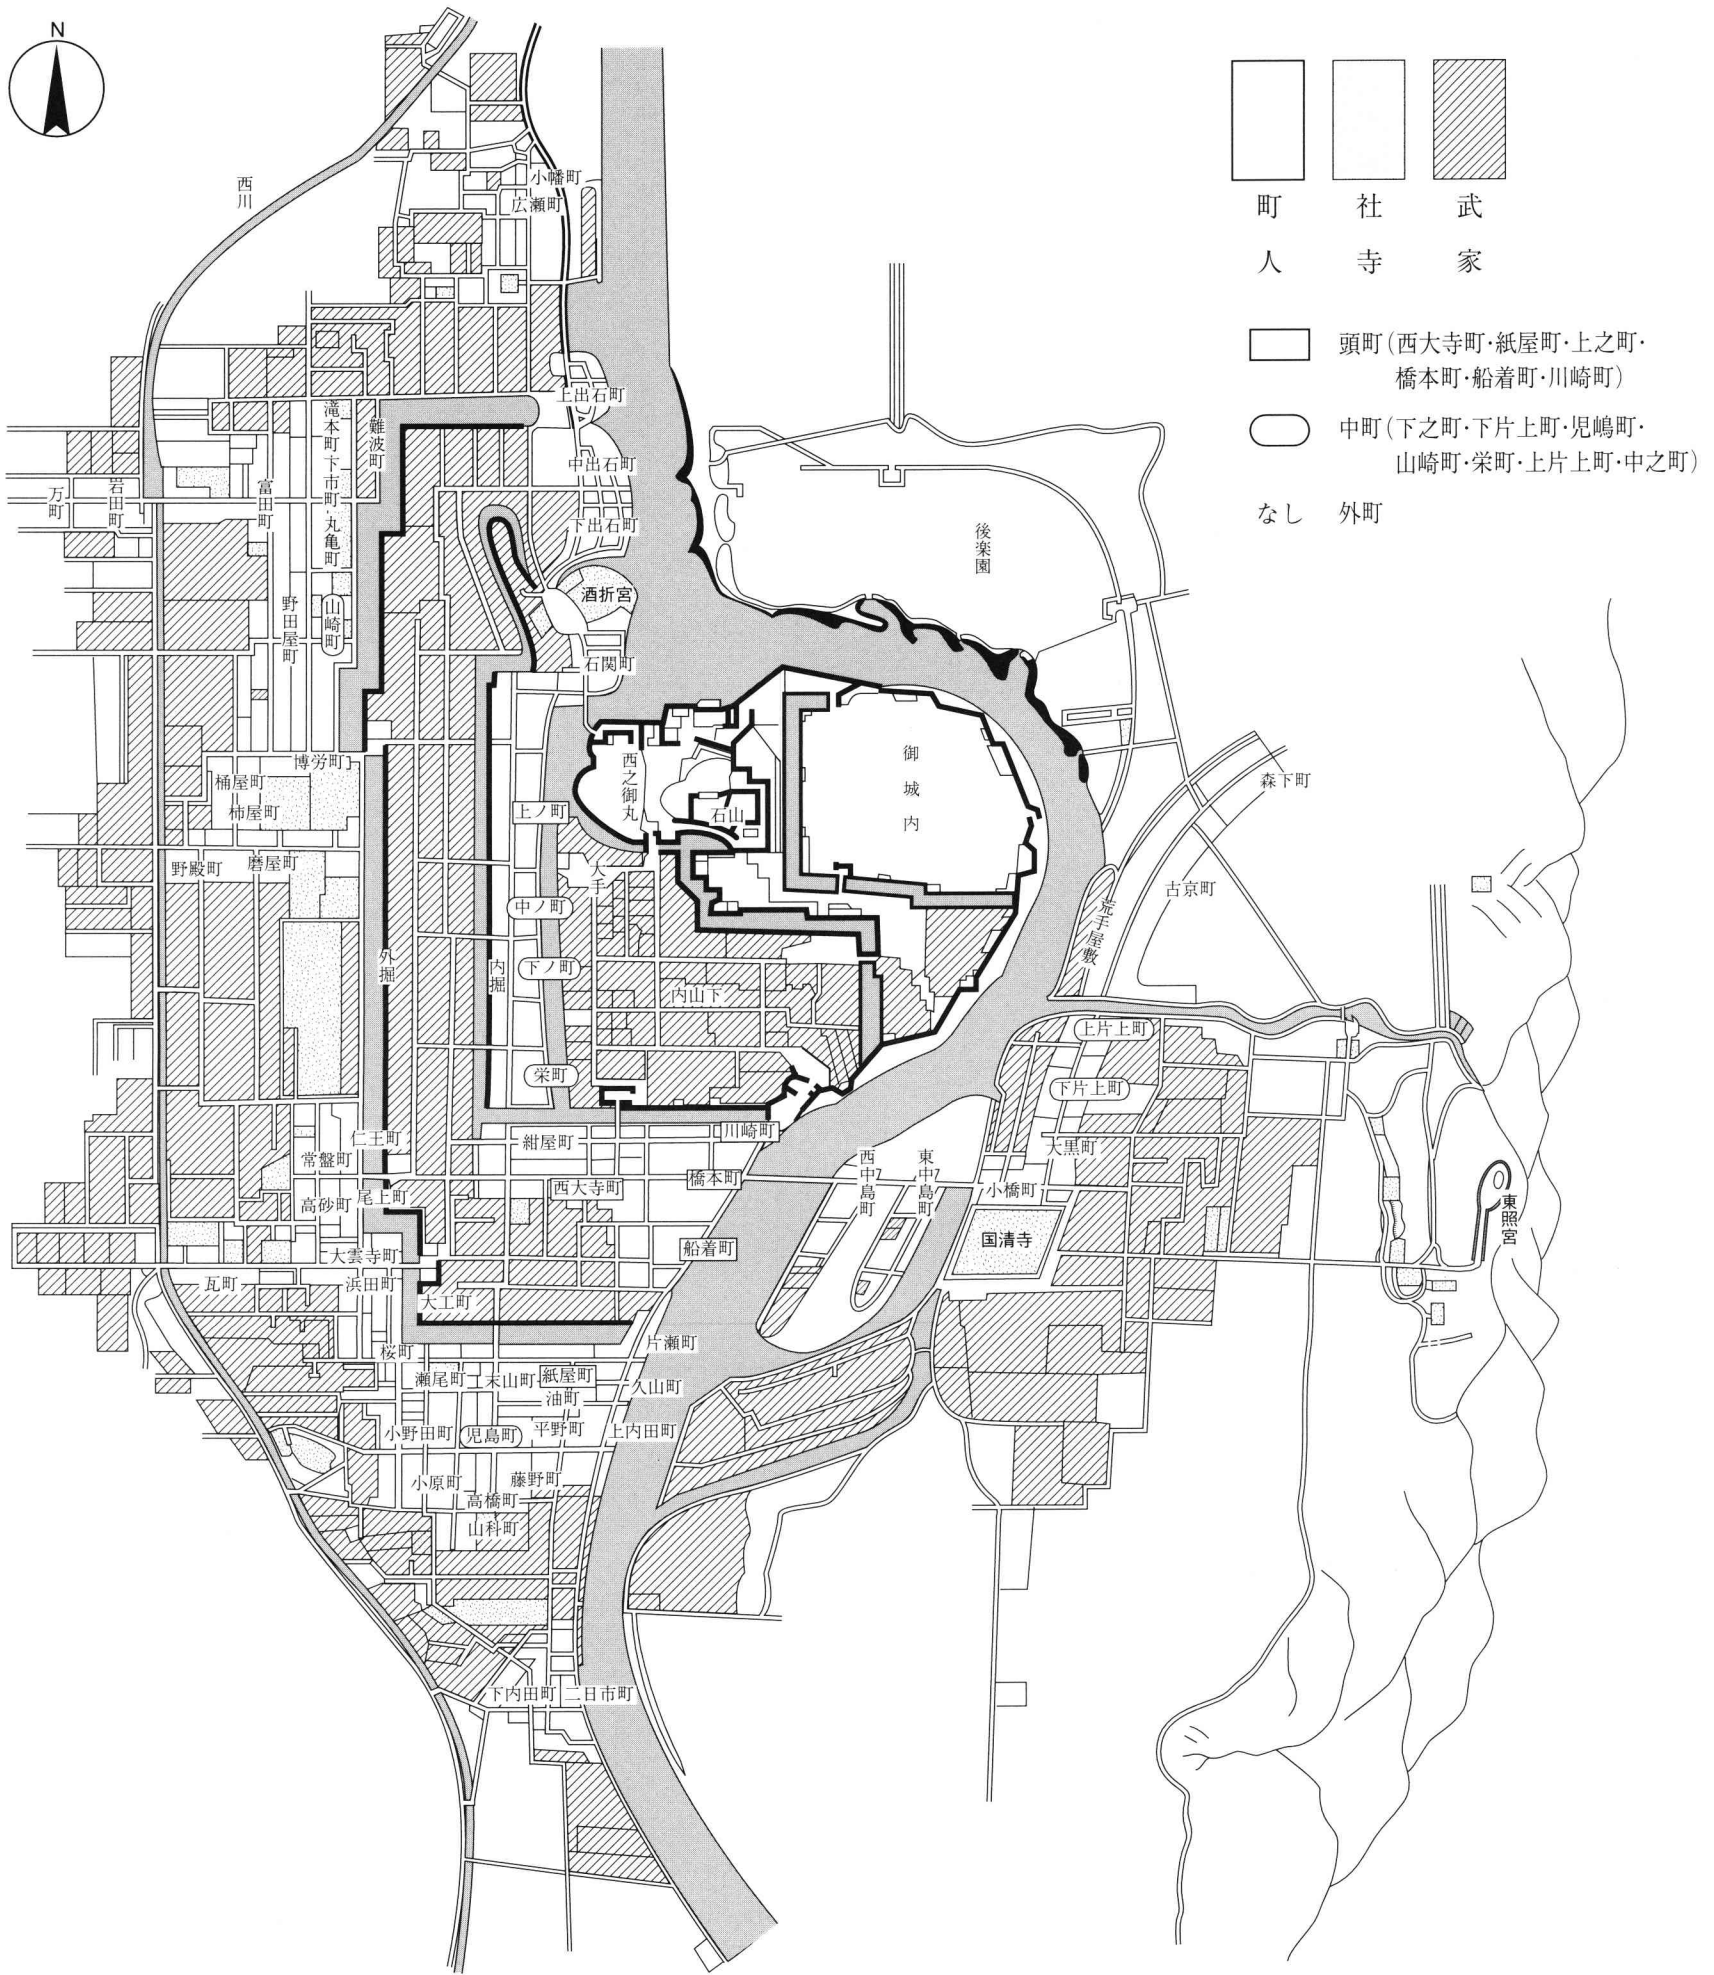 N
町人
社寺
武家
頭町(西大寺町･紙屋町･上之町･
橋本町･船着町･川崎町)
中町(下之町･下片上町･児嶋町･
山崎町･栄町･上片上町･中之町)
なし 外町
西川
小幡町
広瀬町
上出石町
滝本町
難波町
中出石町
万町
岩田町
富田町
下市町
丸亀町
下出石町
後楽園
酒折宮
野田屋町
山崎町
石関町
博労町
桶屋町
柿屋町
西之御丸
石山
御城内
森下町
上ノ町
野殿町
磨屋町
大手
中ノ町
古京町
荒手屋敷
外堀
内堀
下ノ町
内山下
上片上町
栄町
下片上町
仁王町
紺屋町
川崎町
大黒町
常盤町
西大寺町
橋本町
西中島町
東中島町
小橋町
高砂町
尾上町
東照宮
国清寺
船着町
大雲寺町
瓦町
浜田町
大工町
片瀬町
桜町
瀬尾町
末山町
紙屋町
入山町
油町
小野田町
児島町
平野町
上内田町
小原町
藤野町
高橋町
山科町
下内田町
二日市町